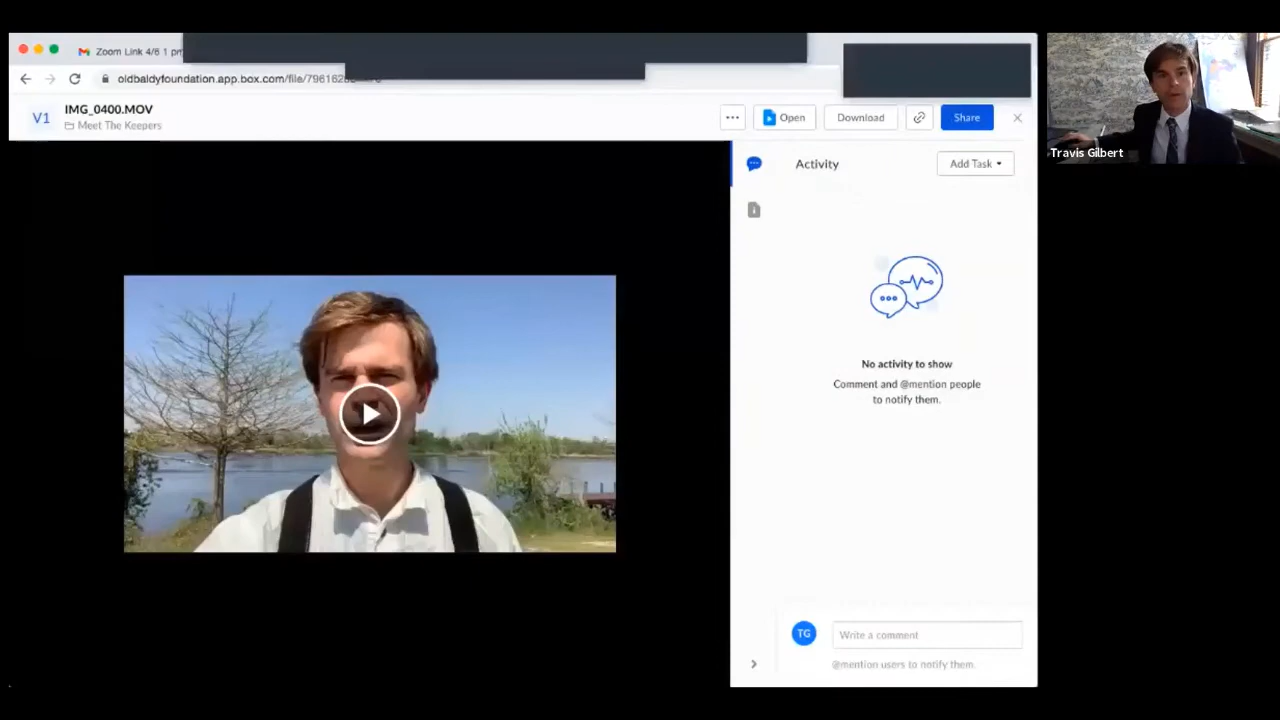 Zoom Link 4/6 1 pm
oldbaldyfoundation.app.box.com/file/79616
V1
IMG_0400.MOV
Meet The Keepers
Open
Download
Share
Travis Gilbert
Activity
Add Task
No activity to show
Comment and @mention people
to notify them.
TG
Write a comment
@mention users to notify them.